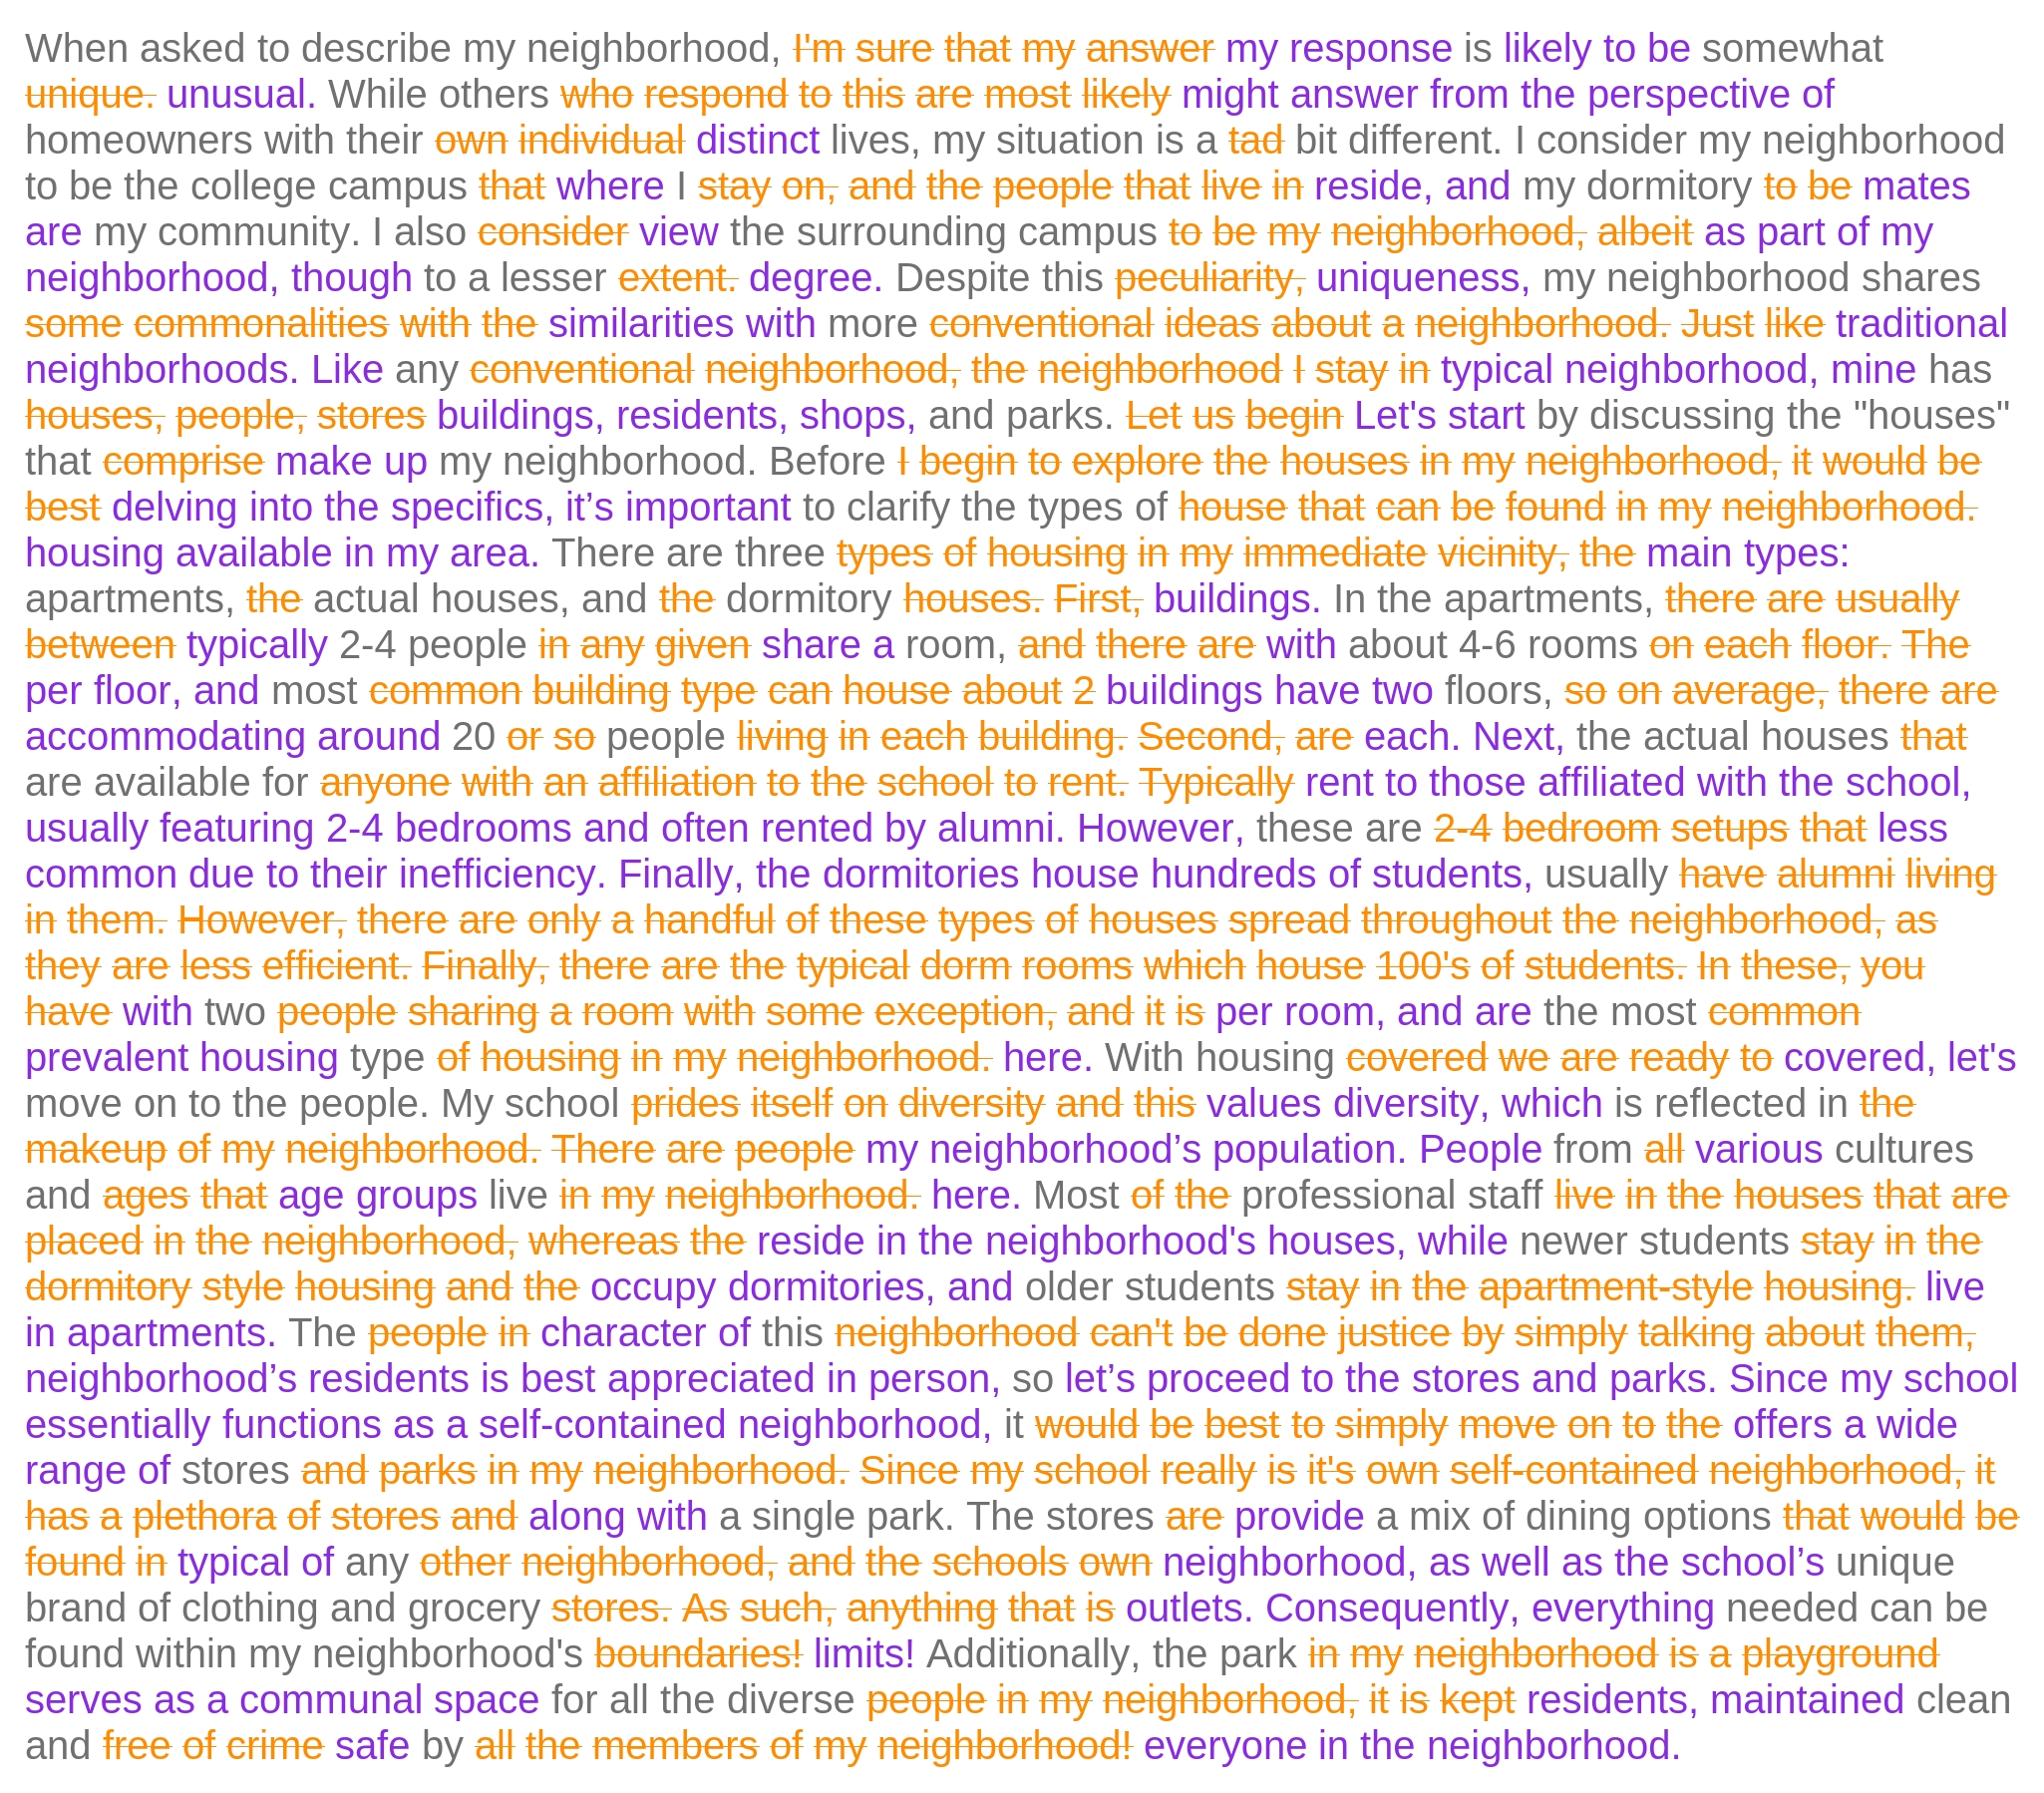 When asked to describe my neighborhood, I'm sure that my answer my response is likely to be somewhat
unique. unusual. While others who respond to this are most likely might answer from the perspective of
homeowners with their own individual distinct lives, my situation is a tad bit different. I consider my neighborhood
to be the college campus that where I stay on, and the people that live in reside, and my dormitory to be mates
are my community. I also consider view the surrounding campus to be my neighborhood, albeit as part of my
neighborhood, though to a lesser extent. degree. Despite this peculiarity, uniqueness, my neighborhood shares
some commonalities with the similarities with more conventional ideas about a neighborhood. Just like traditional
neighborhoods. Like any conventional neighborhood, the neighborhood I stay in typical neighborhood, mine has
houses, people, stores buildings, residents, shops, and parks. Let us begin Let's start by discussing the "houses"
that comprise make up my neighborhood. Before I begin to explore the houses in my neighborhood, it would be
best delving into the specifics, it’s important to clarify the types of house that can be found in my neighborhood.
housing available in my area. There are three types of housing in my immediate vicinity, the main types:
apartments, the actual houses, and the dormitory houses. First, buildings. In the apartments, there are usually
between typically 2-4 people in any given share a room, and there are with about 4-6 rooms on each floor. The
per floor, and most common building type can house about 2 buildings have two floors, so on average, there are
accommodating around 20 or so people living in each building. Second, are each. Next, the actual houses that
are available for anyone with an affiliation to the school to rent. Typically rent to those affiliated with the school,
usually featuring 2-4 bedrooms and often rented by alumni. However, these are 2-4 bedroom setups that less
common due to their inefficiency. Finally, the dormitories house hundreds of students, usually have alumni living
in them. However, there are only a handful of these types of houses spread throughout the neighborhood, as
they are less efficient. Finally, there are the typical dorm rooms which house 100's of students. In these, you
have with two people sharing a room with some exception, and it is per room, and are the most common
prevalent housing type of housing in my neighborhood. here. With housing covered we are ready to covered, let's
move on to the people. My school prides itself on diversity and this values diversity, which is reflected in the
makeup of my neighborhood. There are people my neighborhood’s population. People from all various cultures
and ages that age groups live in my neighborhood. here. Most of the professional staff live in the houses that are
placed in the neighborhood, whereas the reside in the neighborhood's houses, while newer students stay in the
dormitory style housing and the occupy dormitories, and older students stay in the apartment-style housing. live
in apartments. The people in character of this neighborhood can't be done justice by simply talking about them,
neighborhood’s residents is best appreciated in person, so let’s proceed to the stores and parks. Since my school
essentially functions as a self-contained neighborhood, it would be best to simply move on to the offers a wide
range of stores and parks in my neighborhood. Since my school really is it's own self-contained neighborhood, it
has a plethora of stores and along with a single park. The stores are provide a mix of dining options that would be
found in typical of any other neighborhood, and the schools own neighborhood, as well as the school’s unique
brand of clothing and grocery stores. As such, anything that is outlets. Consequently, everything needed can be
found within my neighborhood's boundaries! limits! Additionally, the park in my neighborhood is a playground
serves as a communal space for all the diverse people in my neighborhood, it is kept residents, maintained clean
and free of crime safe by all the members of my neighborhood! everyone in the neighborhood.